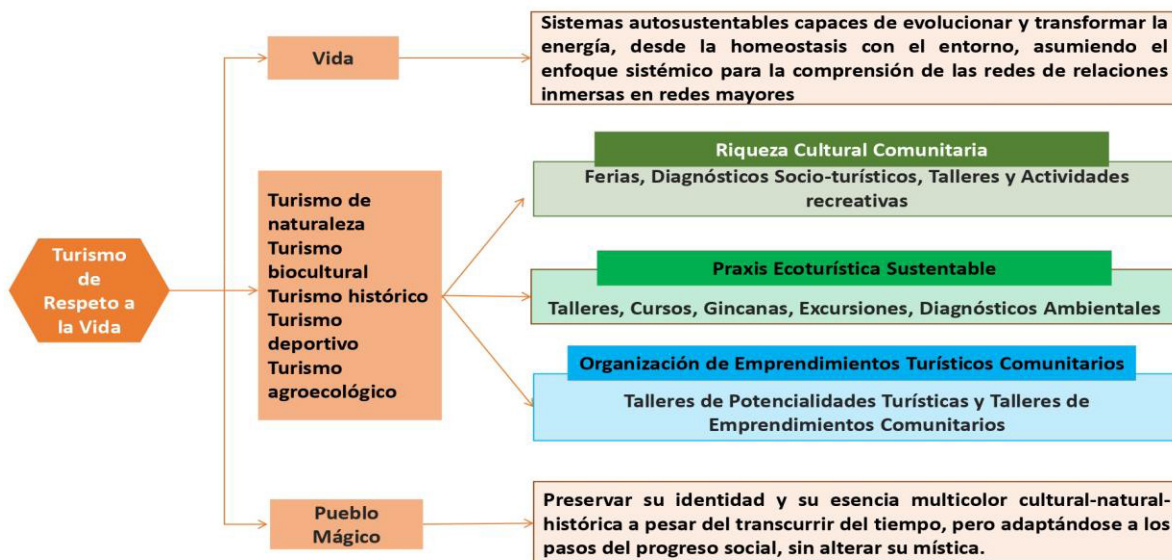 Turismo
de
Respeto a
la Vida
Vida
Sistemas autosustentables capaces de evolucionar y transformar la
energía, desde la homeostasis con el entorno, asumiendo el
enfoque sistémico para la comprensión de las redes de relaciones
inmersas en redes mayores
Turismo de
naturaleza
Turismo
biocultural
Turismo histórico
Turismo
deportivo
Turismo
agroecológico
Riqueza Cultural Comunitaria
Ferias, Diagnósticos Socio-turísticos, Talleres y Actividades
recreativas
Praxis Ecoturística Sustentable
Talleres, Cursos, Gincanas, Excursiones, Diagnósticos Ambientales
Organización de Emprendimientos Turísticos Comunitarios
Talleres de Potencialidades Turísticas y Talleres de
Emprendimientos Comunitarios
Pueblo
Mágico
Preservar su identidad y su esencia multicolor cultural-natural-
histórica a pesar del transcurrir del tiempo, pero adaptándose a los
pasos del progreso social, sin alterar su mística.